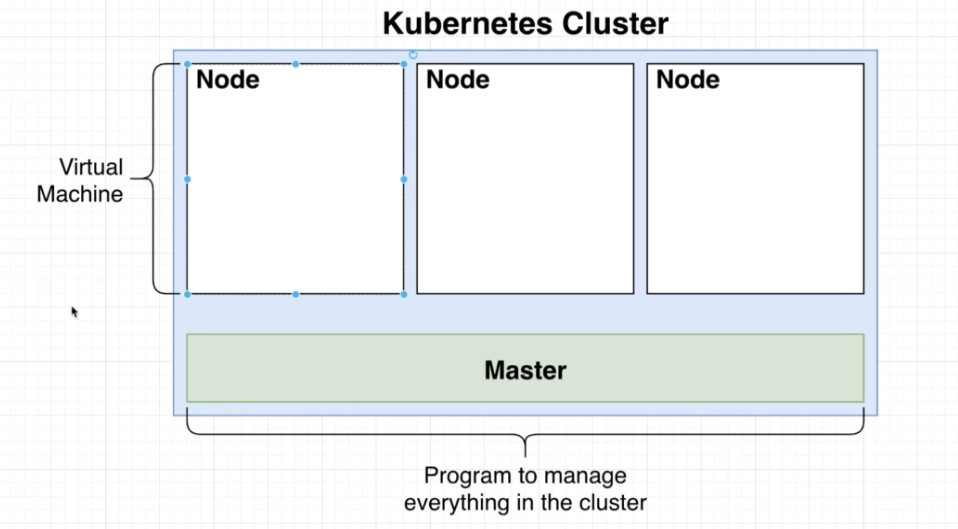 Kubernetes Cluster
Node
Node
Node
Virtual
Machine
Master
Program to manage
everything in the cluster